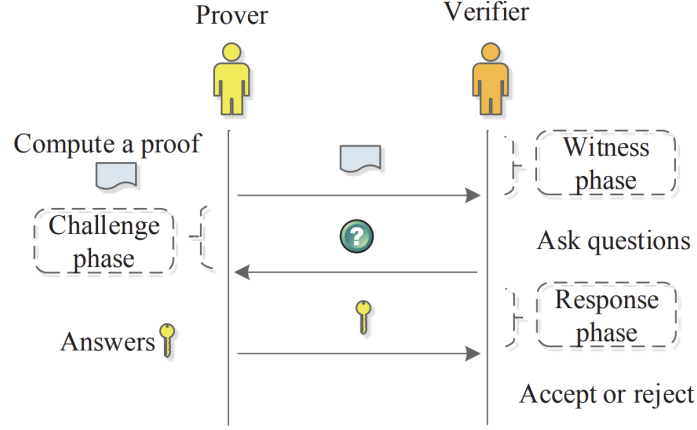 Prover
Verifier
Compute a proof
Witness
phase
?
Challenge
phase
Ask questions
Response
phase
Answers
Accept or reject